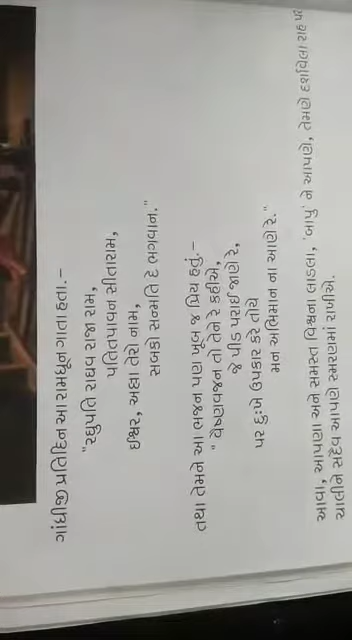 ગાંધીજી પ્રતિદિન આ રામધૂન ગાતા હતા. –
"રઘુપતિ રાઘવ રાજા રામ,
પતિતપાવન સીતારામ,
ઈશ્વર, અલ્લા તેરો નામ,
સબકો સન્મતિ દે ભગવાન."
તથા તેમને આ ભજન પણ ખૂબ જ પ્રિય હતું. –
" વૈષ્ણવજન તો તેને રે કહીએ,
જે પીડ પરાઈ જાણે રે,
પર દુઃખે ઉપકાર કરે તોયે
મન અભિમાન ના આણે રે."
આવા, આપણા અને સમસ્ત વિશ્વના લાડલા, 'બાપુ' ને આપણે, તેમણે દર્શાવેલા રાહ પર
ચાલીને સદૈવ આપણે સ્મરણમાં રાખીએ.